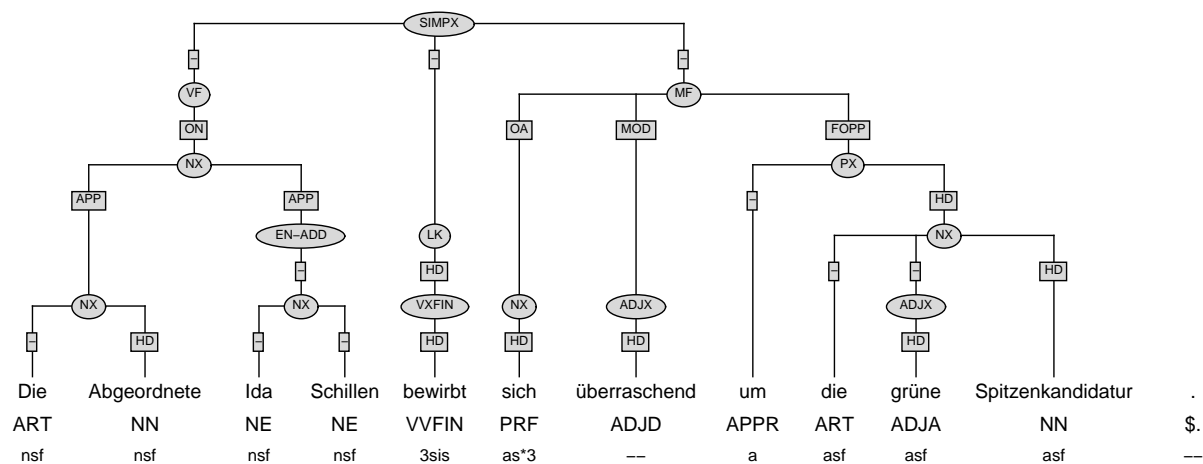 SIMPX
– – –
VF MF
ON OA MOD FOPP
NX PX
APP APP – HD
EN–ADD LK NX
– HD – – HD
NX NX VXFIN NX ADJX ADJX
– HD – – HD HD HD HD
Die Abgeordnete Ida Schillen bewirbt sich überraschend um die grüne Spitzenkandidatur .
ART NN NE NE VVFIN PRF ADJD APPR ART ADJA NN $.
nsf nsf nsf nsf 3sis as*3 –– a asf asf asf ––